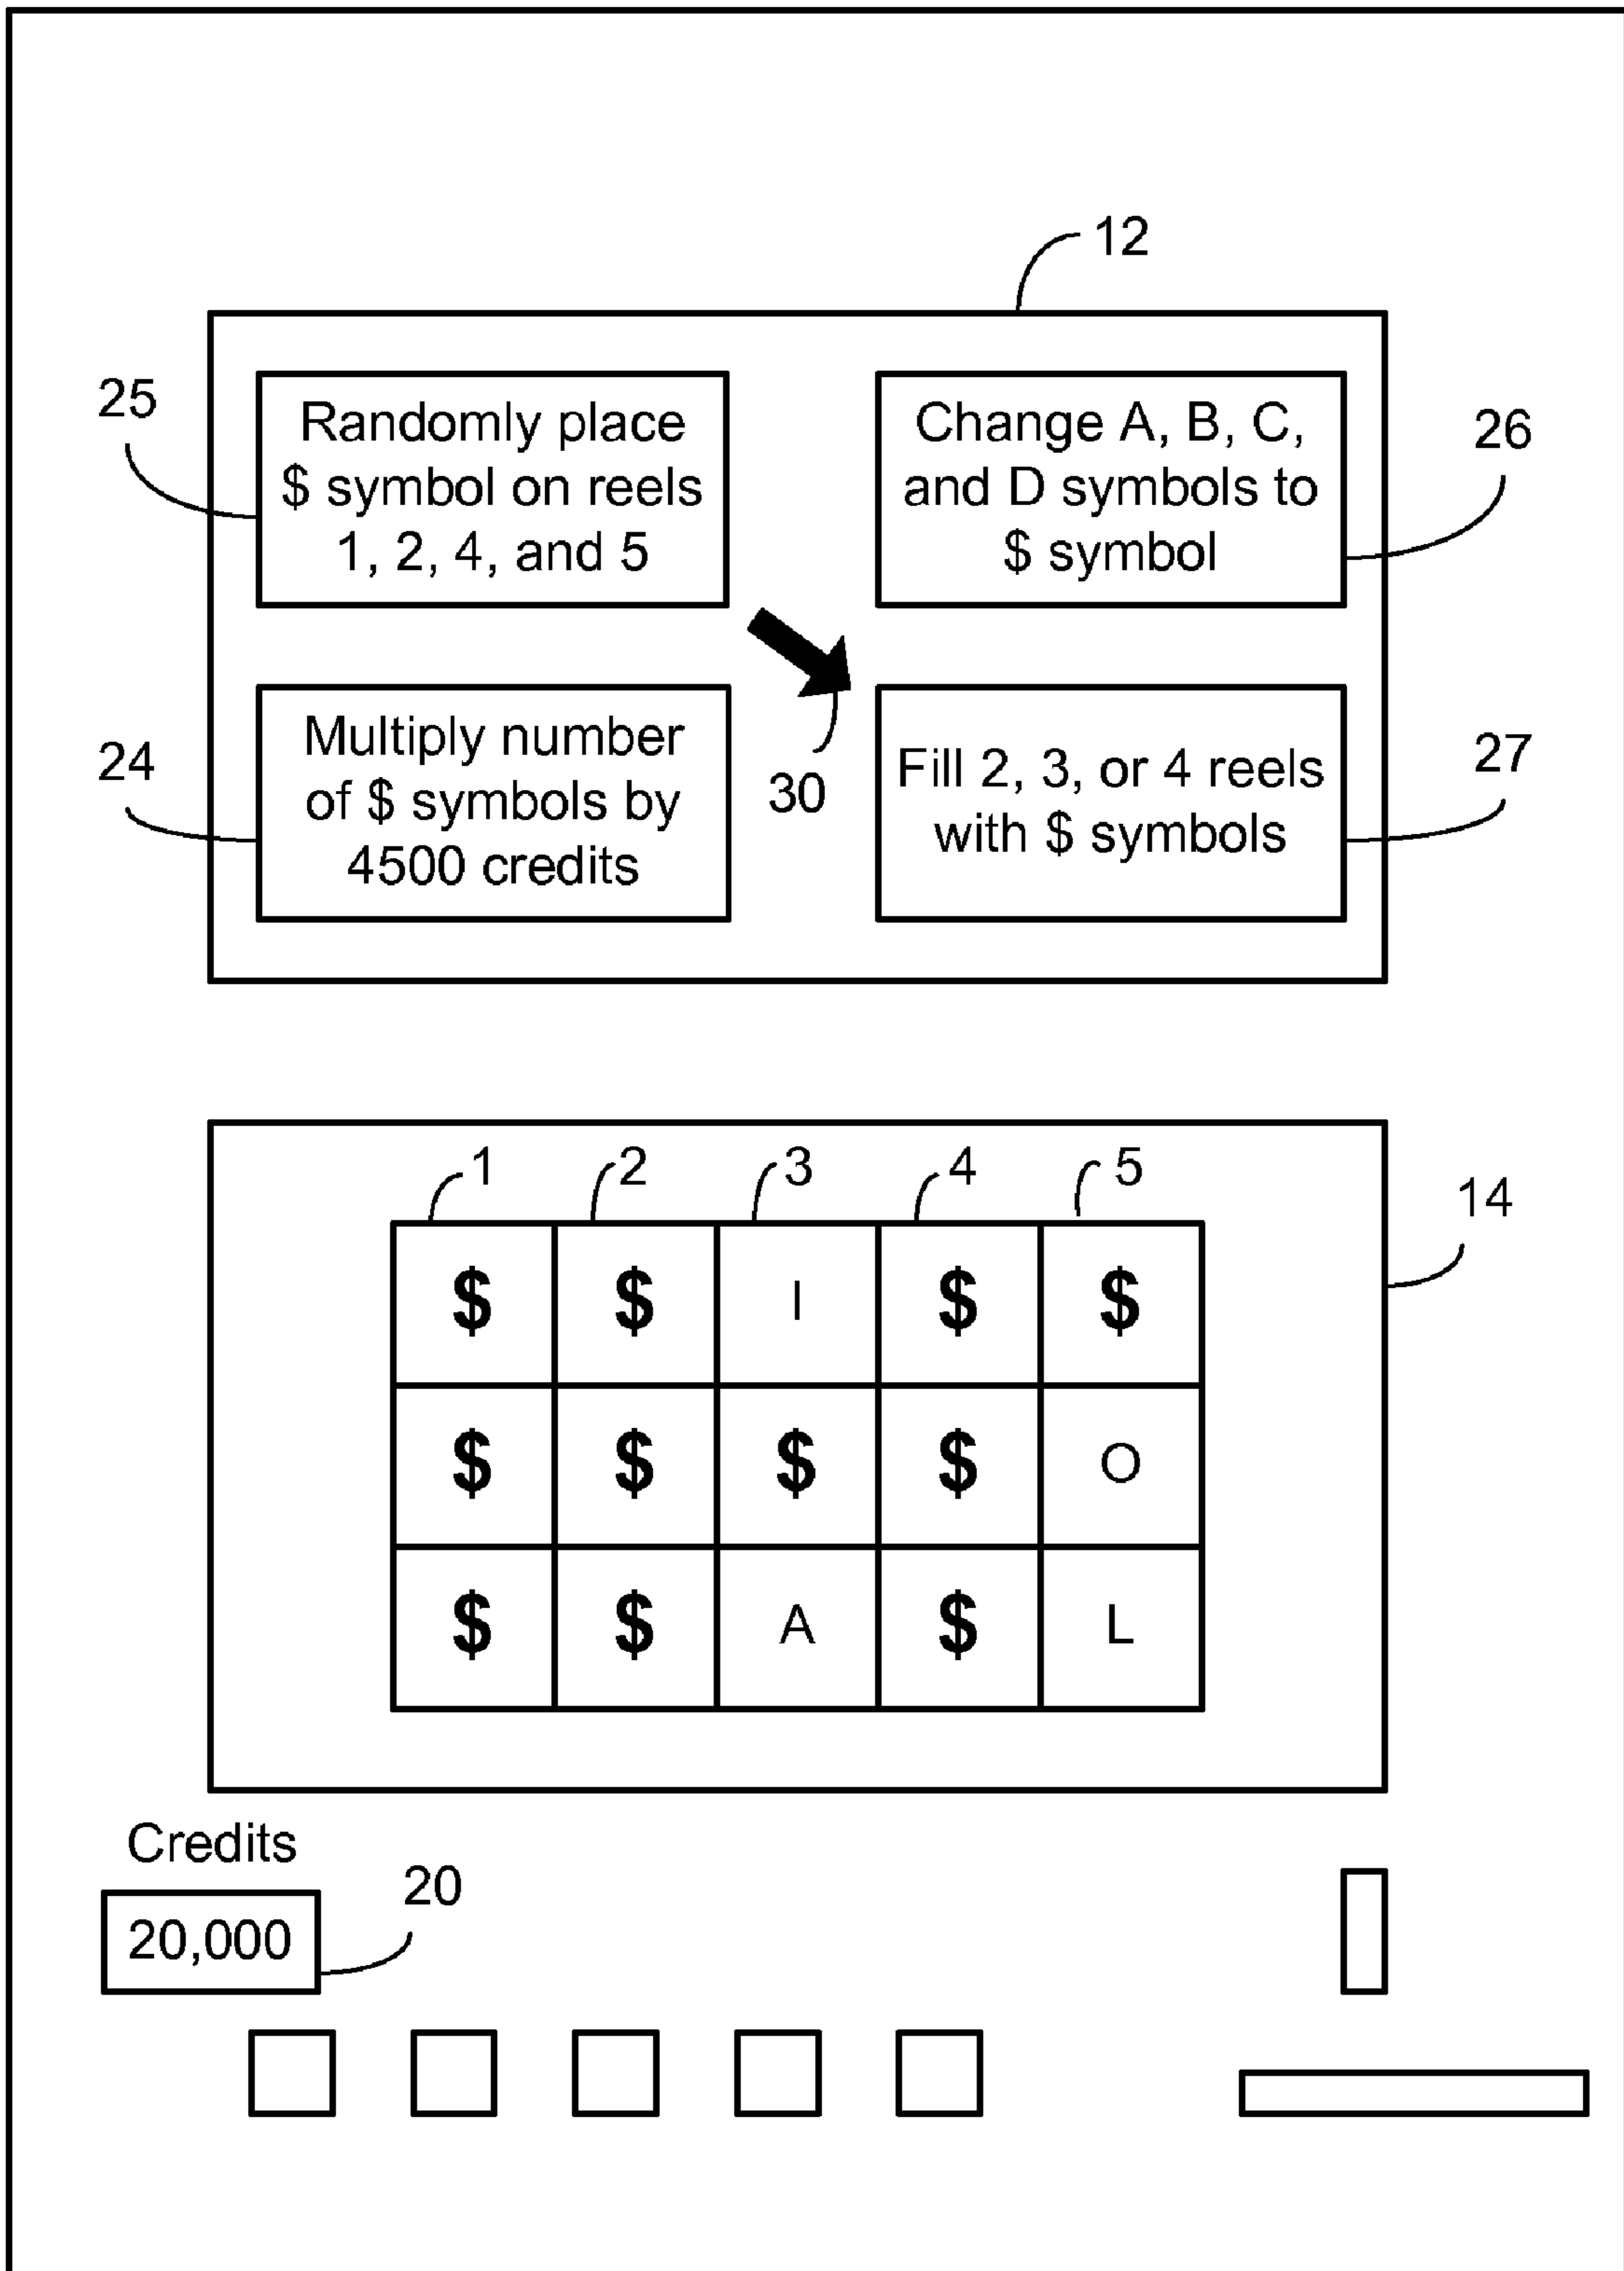 12
25
Randomly place
$ symbol on reels
1, 2, 4, and 5
Change A, B, C,
and D symbols to
$ symbol
26
24
Multiply number
of $ symbols by
4500 credits
30
Fill 2, 3, or 4 reels
with $ symbols
27
1 2 3 4 5
14
$ $ I $ $
$ $ $ $ O
$ $ A $ L
Credits
20,000
20